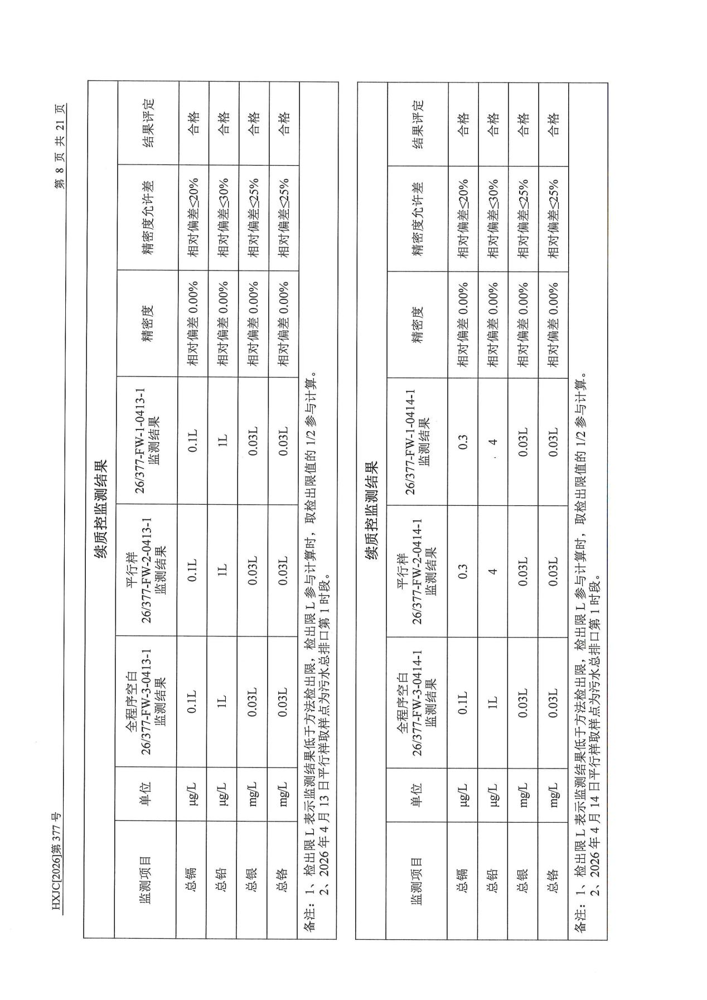 HXJC[2026]第 377 号
第 8 页 共 21 页
续质控监测结果
监测项目 单位 全程序空白 26/377-FW-3-0413-1 监测结果 平行样 26/377-FW-2-0413-1 监测结果 26/377-FW-1-0413-1 监测结果 精密度 精密度允许差 结果评定
总镉 μg/L 0.1L 0.1L 0.1L 相对偏差 0.00% 相对偏差≤20% 合格
总铅 μg/L 1L 1L 1L 相对偏差 0.00% 相对偏差≤30% 合格
总银 mg/L 0.03L 0.03L 0.03L 相对偏差 0.00% 相对偏差≤25% 合格
总铬 mg/L 0.03L 0.03L 0.03L 相对偏差 0.00% 相对偏差≤25% 合格
备注：1、检出限 L 表示监测结果低于方法检出限，检出限 L 参与计算时，取检出限值的 1/2 参与计算。
2、2026 年 4 月 13 日平行样取样点为污水总排口第 1 时段。
续质控监测结果
监测项目 单位 全程序空白 26/377-FW-3-0414-1 监测结果 平行样 26/377-FW-2-0414-1 监测结果 26/377-FW-1-0414-1 监测结果 精密度 精密度允许差 结果评定
总镉 μg/L 0.1L 0.3 0.3 相对偏差 0.00% 相对偏差≤20% 合格
总铅 μg/L 1L 4 4 相对偏差 0.00% 相对偏差≤30% 合格
总银 mg/L 0.03L 0.03L 0.03L 相对偏差 0.00% 相对偏差≤25% 合格
总铬 mg/L 0.03L 0.03L 0.03L 相对偏差 0.00% 相对偏差≤25% 合格
备注：1、检出限 L 表示监测结果低于方法检出限，检出限 L 参与计算时，取检出限值的 1/2 参与计算。
2、2026 年 4 月 14 日平行样取样点为污水总排口第 1 时段。